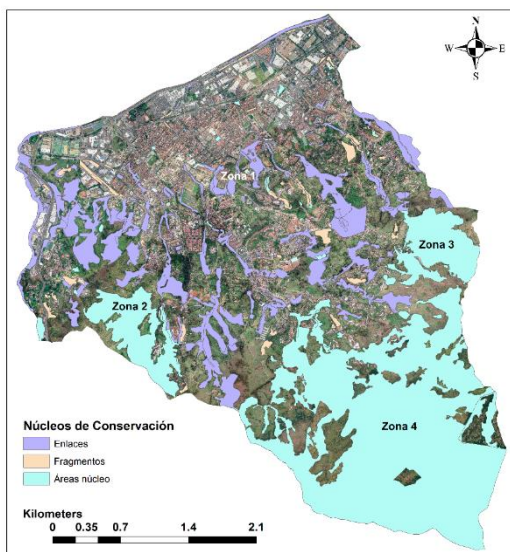 N
W E
S
Zona 1
Zona 3
Zona 2
Zona 4
Núcleos de Conservación
Enlaces
Fragmentos
Áreas núcleo
Kilometers
0 0.35 0.7 1.4 2.1